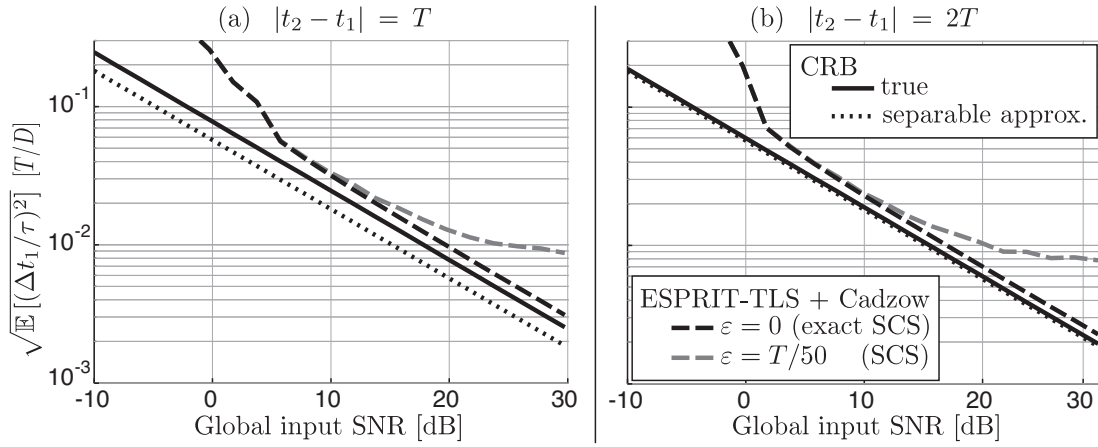 (a) |t₂ − t₁| = T
10⁻¹
10⁻²
10⁻³
√𝔼 [(Δt₁/τ)²] [T/D]
-10 0 10 20 30
Global input SNR [dB]
(b) |t₂ − t₁| = 2T
CRB
true
separable approx.
ESPRIT-TLS + Cadzow
ε = 0 (exact SCS)
ε = T/50 (SCS)
-10 0 10 20 30
Global input SNR [dB]